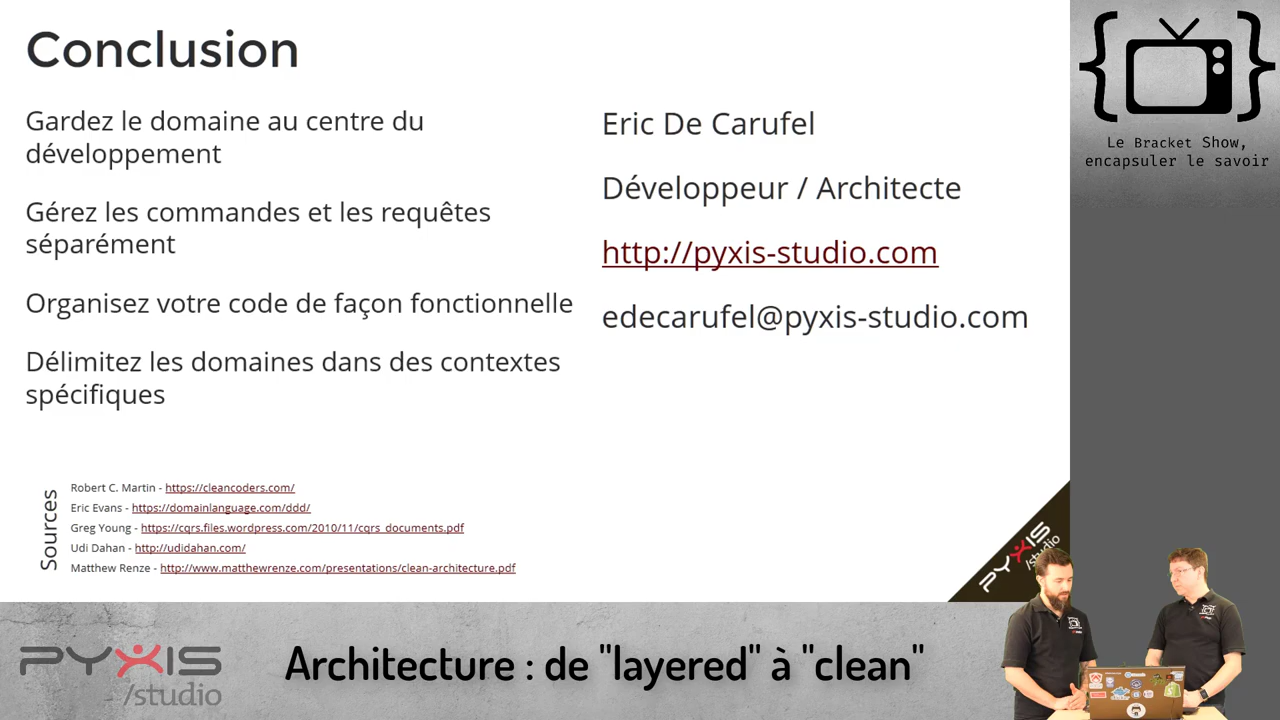 Conclusion
Gardez le domaine au centre du
développement
Gérez les commandes et les requêtes
séparément
Organisez votre code de façon fonctionnelle
Délimitez les domaines dans des contextes
spécifiques
Eric De Carufel
Développeur / Architecte
http://pyxis-studio.com
edecarufel@pyxis-studio.com
Sources
Robert C. Martin - https://cleancoders.com/
Eric Evans - https://domainlanguage.com/ddd/
Greg Young - https://cqrs.files.wordpress.com/2010/11/cqrs_documents.pdf
Udi Dahan - http://udidahan.com/
Matthew Renze - http://www.matthewrenze.com/presentations/clean-architecture.pdf
PYXIS
/studio
Le Bracket Show,
encapsuler le savoir
PYXIS
/studio
Architecture : de "layered" à "clean"